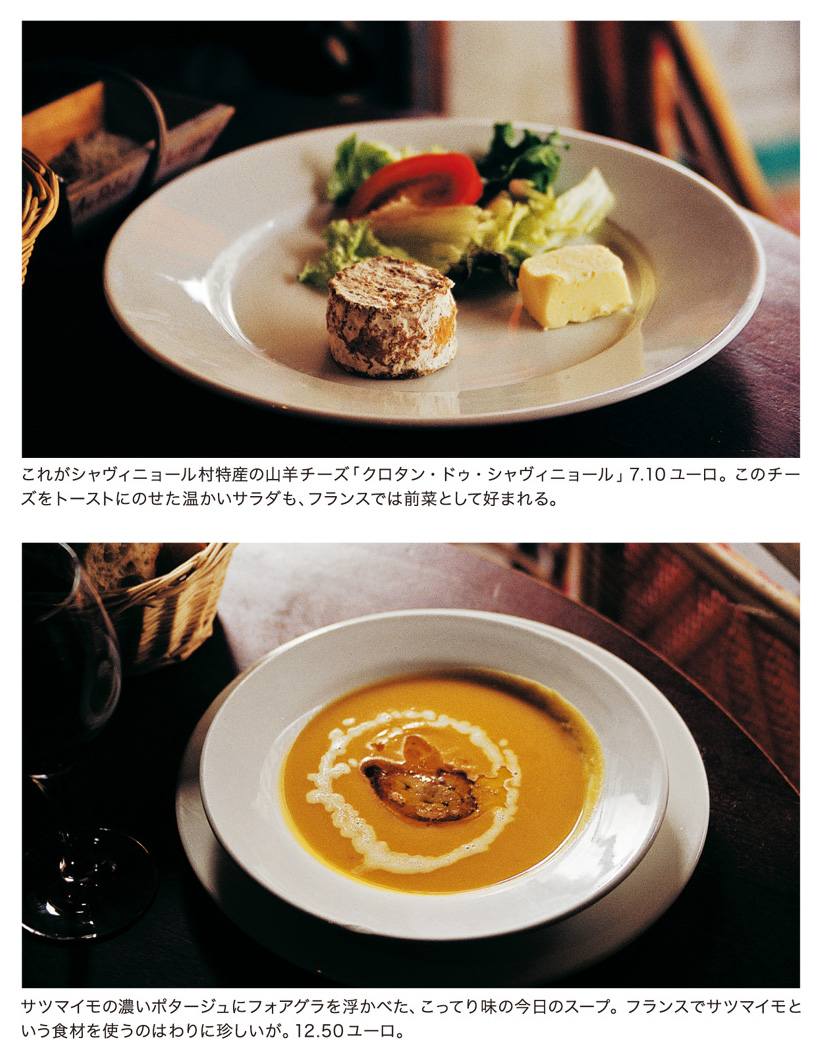 これがシャヴィニョール村特産の山羊チーズ「クロタン・ドゥ・シャヴィニョール」7.10ユーロ。このチー
ズをトーストにのせた温かいサラダも、フランスでは前菜として好まれる。
サツマイモの濃いポタージュにフォアグラを浮かべた、こってり味の今日のスープ。フランスでサツマイモと
いう食材を使うのはわりに珍しいが。12.50ユーロ。